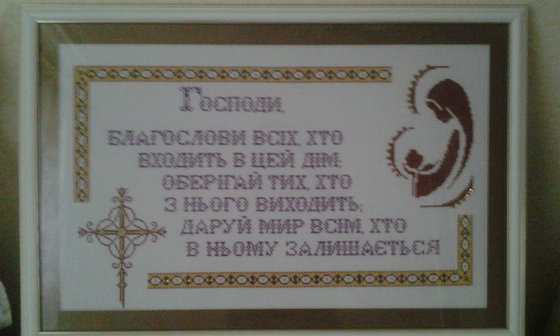 Господи,
БЛАГОСЛОВИ ВСІХ, ХТО
ВХОДИТЬ В ЦЕЙ ДІМ;
ОБЕРІГАЙ ТИХ, ХТО
З НЬОГО ВИХОДИТЬ;
ДАРУЙ МИР ВСІМ, ХТО
В НЬОМУ ЗАЛИШАЄТЬСЯ